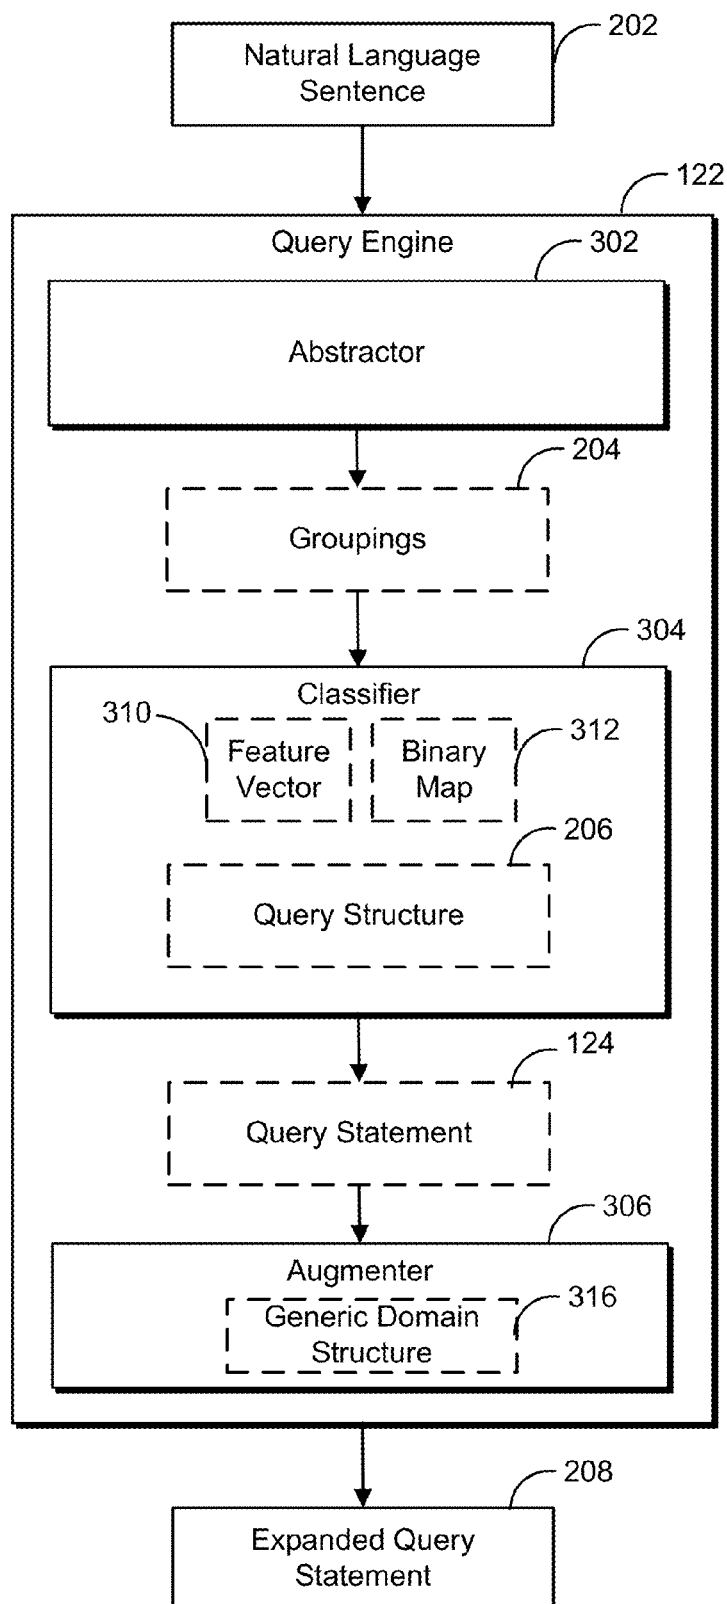 202
Natural Language
Sentence
122
Query Engine
302
Abstractor
204
Groupings
304
Classifier
310
Feature
Vector
Binary
Map
312
206
Query Structure
124
Query Statement
306
Augmenter
Generic Domain
Structure
316
208
Expanded Query
Statement